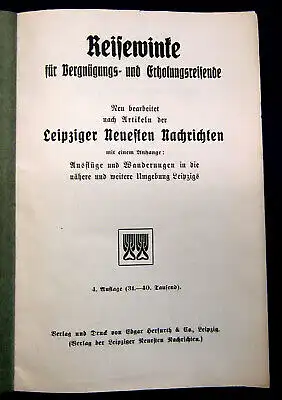 Reisewinke
für Vergnügungs- und Erholungsreisende
Neu bearbeitet
nach Artikeln der
Leipziger Neuesten Nachrichten
mit einem Anhange:
Ausflüge und Wanderungen in die
nähere und weitere Umgebung Leipzigs
4. Auflage (31.—40. Tausend).
Verlag und Druck von Edgar Herfurth & Co., Leipzig.
(Verlag der Leipziger Neuesten Nachrichten.)